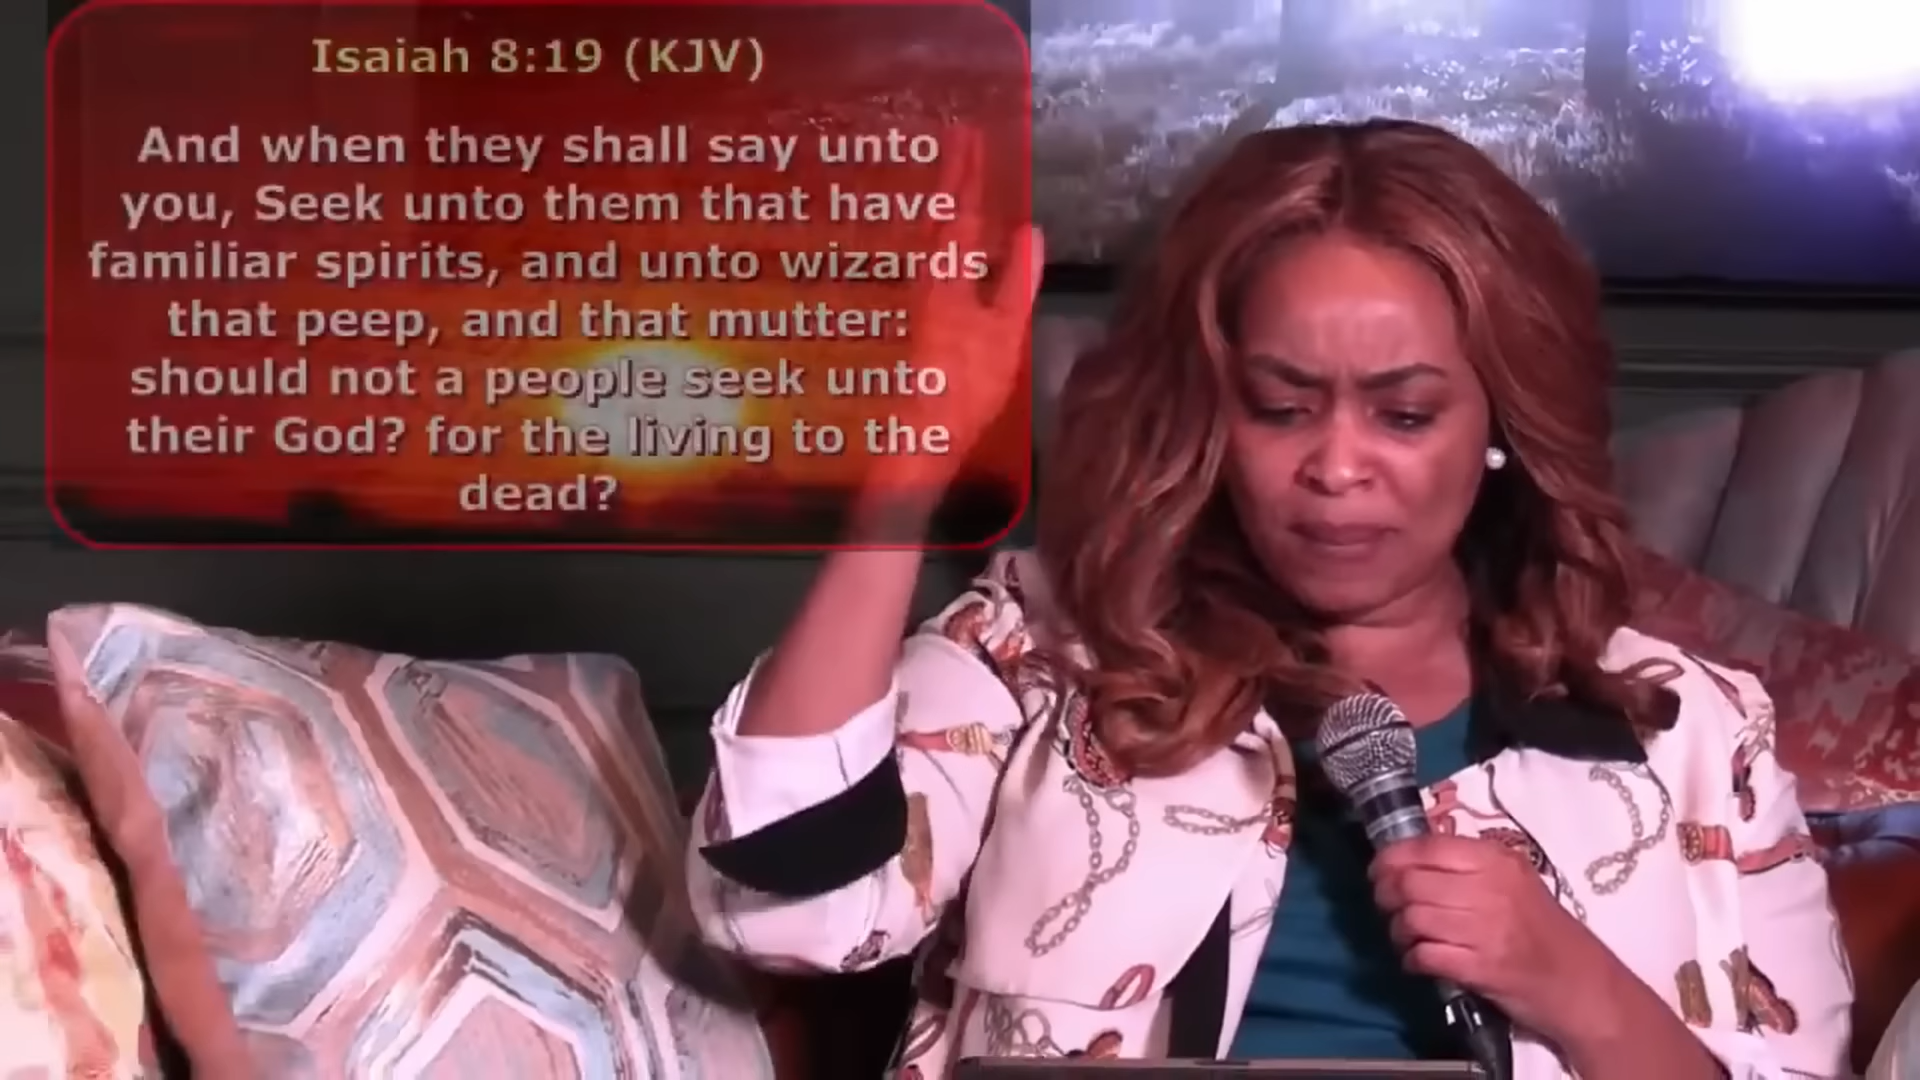 Isaiah 8:19 (KJV)
And when they shall say unto
you, Seek unto them that have
familiar spirits, and unto wizards
that peep, and that mutter:
should not a people seek unto
their God? for the living to the
dead?